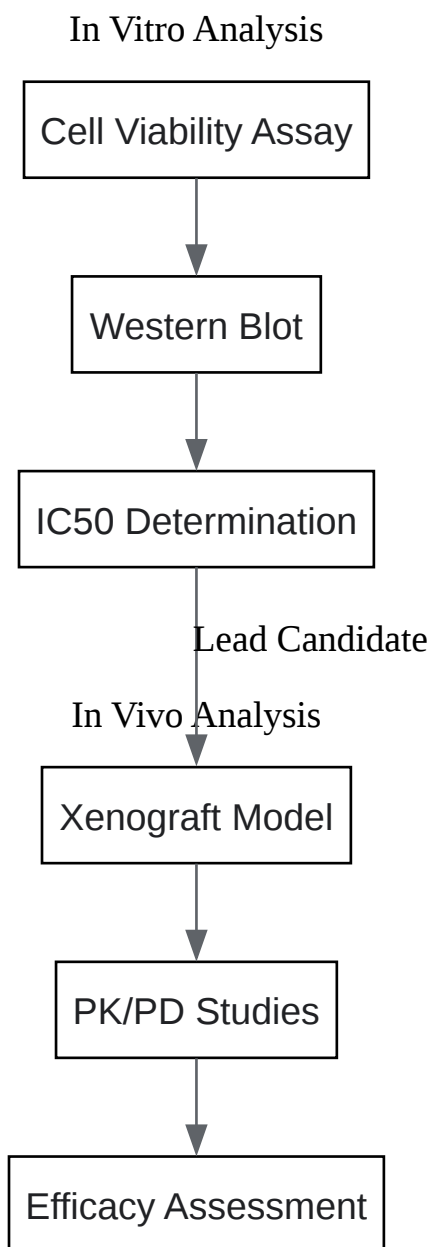 In Vitro Analysis
Cell Viability Assay
Western Blot
IC50 Determination
Lead Candidate
In Vivo Analysis
Xenograft Model
PK/PD Studies
Efficacy Assessment